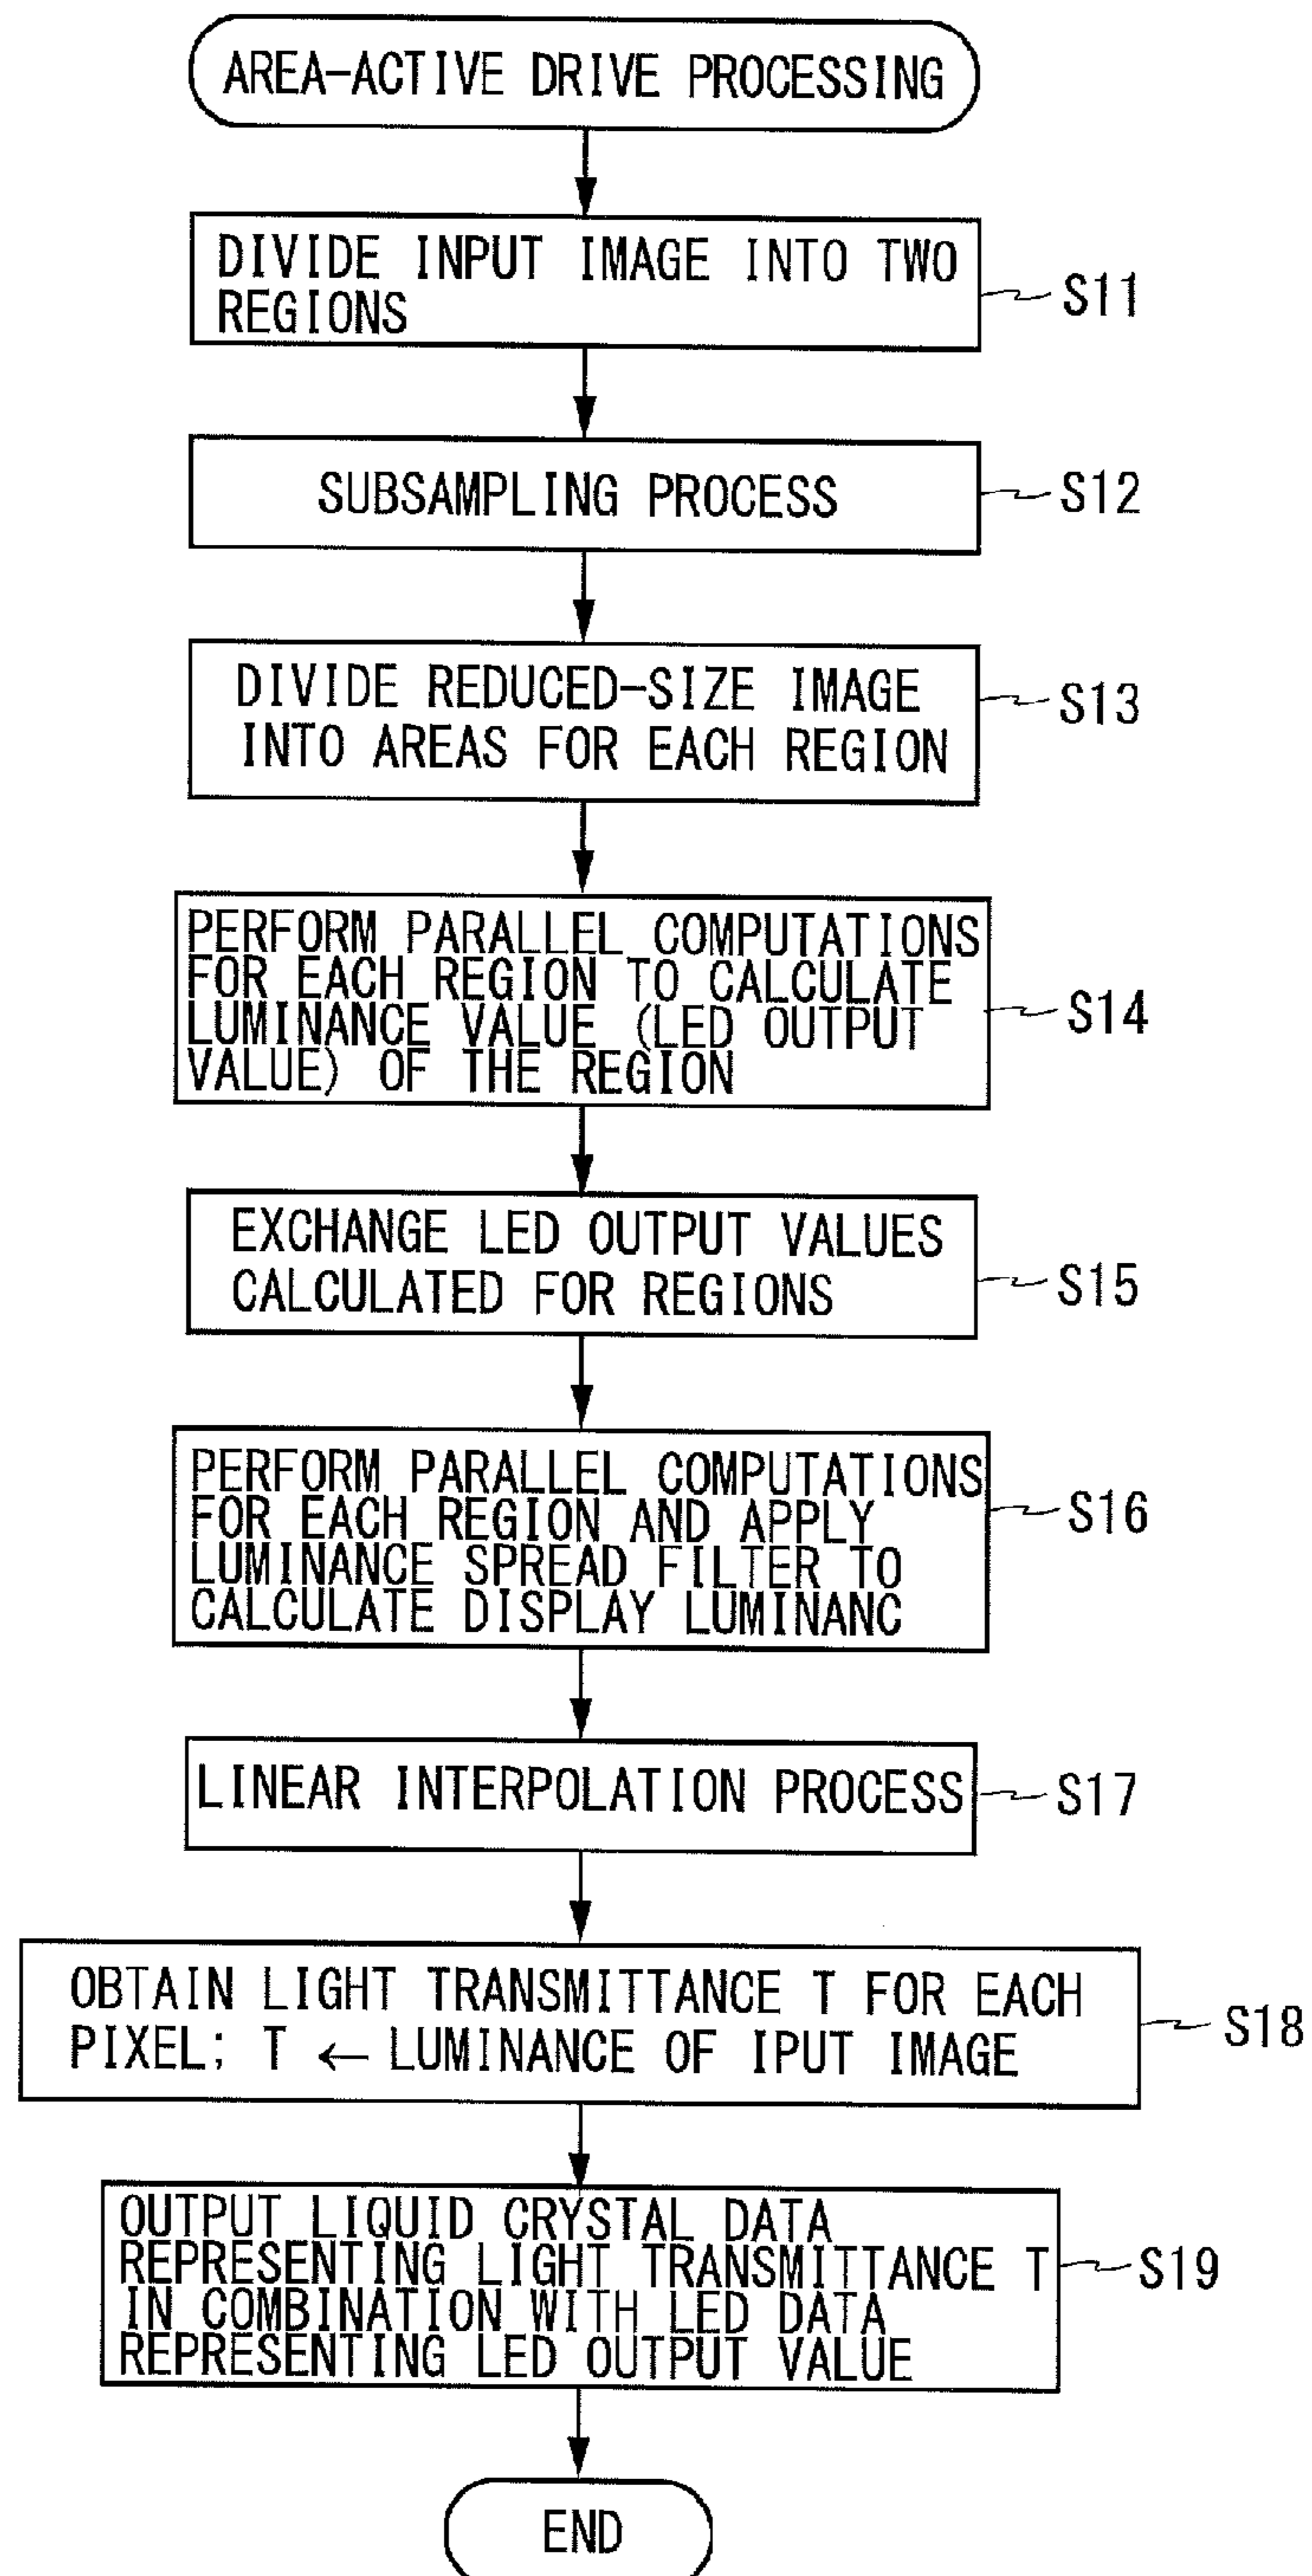 AREA-ACTIVE DRIVE PROCESSING
DIVIDE INPUT IMAGE INTO TWO
REGIONS
S11
SUBSAMPLING PROCESS
S12
DIVIDE REDUCED-SIZE IMAGE
INTO AREAS FOR EACH REGION
S13
PERFORM PARALLEL COMPUTATIONS
FOR EACH REGION TO CALCULATE
LUMINANCE VALUE (LED OUTPUT
VALUE) OF THE REGION
S14
EXCHANGE LED OUTPUT VALUES
CALCULATED FOR REGIONS
S15
PERFORM PARALLEL COMPUTATIONS
FOR EACH REGION AND APPLY
LUMINANCE SPREAD FILTER TO
CALCULATE DISPLAY LUMINANC
S16
LINEAR INTERPOLATION PROCESS
S17
OBTAIN LIGHT TRANSMITTANCE T FOR EACH
PIXEL; T ← LUMINANCE OF IPUT IMAGE
S18
OUTPUT LIQUID CRYSTAL DATA
REPRESENTING LIGHT TRANSMITTANCE T
IN COMBINATION WITH LED DATA
REPRESENTING LED OUTPUT VALUE
S19
END